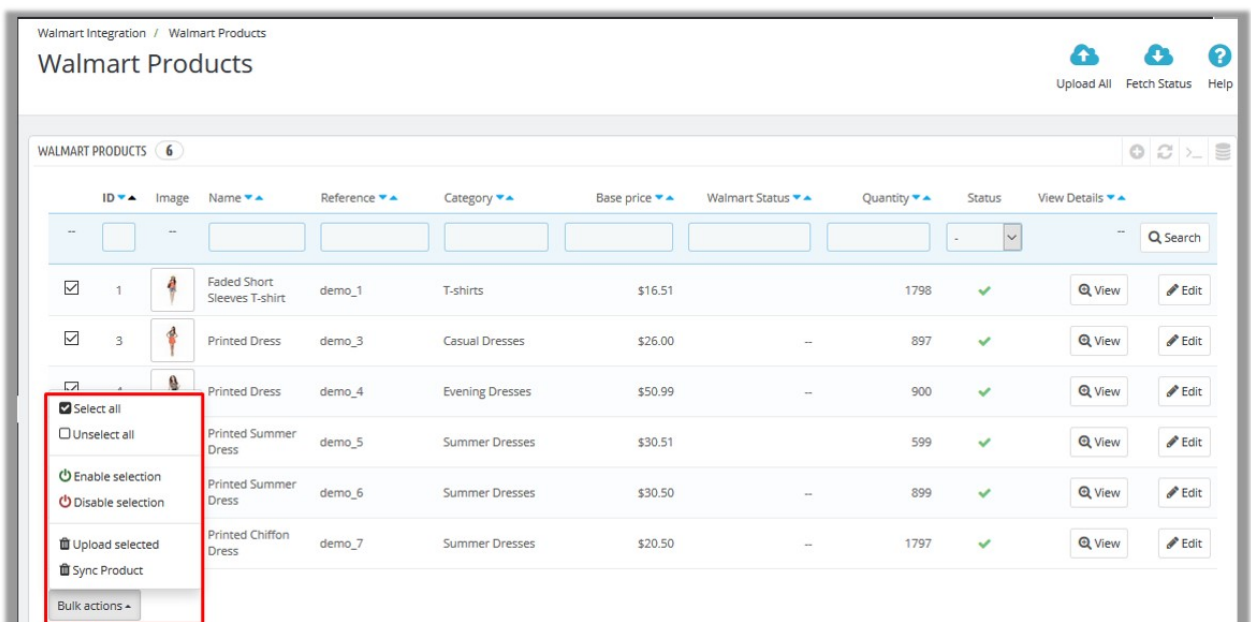 Walmart Integration / Walmart Products
Walmart Products
Upload All Fetch Status Help
WALMART PRODUCTS 6
ID Image Name Reference Category Base price Walmart Status Quantity Status View Details
-- -- - -- Search
1 Faded Short Sleeves T-shirt demo_1 T-shirts $16.51 1798 View Edit
3 Printed Dress demo_3 Casual Dresses $26.00 -- 897 View Edit
Printed Dress demo_4 Evening Dresses $50.99 -- 900 View Edit
Printed Summer Dress demo_5 Summer Dresses $30.51 599 View Edit
Printed Summer Dress demo_6 Summer Dresses $30.50 -- 899 View Edit
Printed Chiffon Dress demo_7 Summer Dresses $20.50 -- 1797 View Edit
Select all
Unselect all
Enable selection
Disable selection
Upload selected
Sync Product
Bulk actions